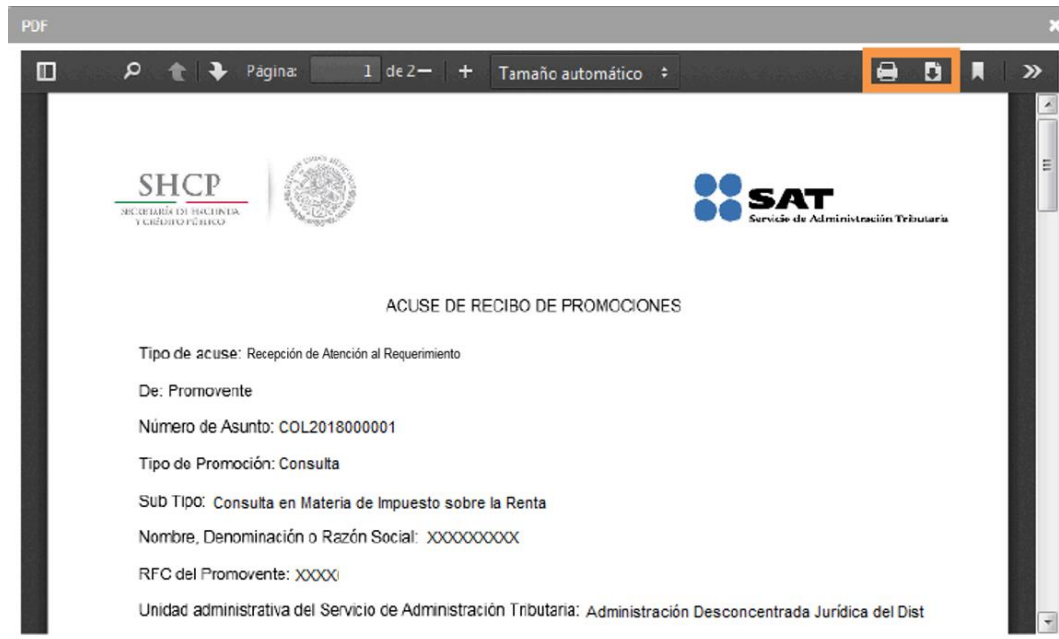 PDF
Página: 1 de 2 Tamaño automático
SHCP
SECRETARÍA DE HACIENDA
Y CRÉDITO PÚBLICO
SAT
Servicio de Administración Tributaria
ACUSE DE RECIBO DE PROMOCIONES
Tipo de acuse: Recepción de Atención al Requerimiento
De: Promovente
Número de Asunto: COL2018000001
Tipo de Promoción: Consulta
Sub Tipo: Consulta en Materia de Impuesto sobre la Renta
Nombre, Denominación o Razón Social: XXXXXXXXX
RFC del Promovente: XXXX
Unidad administrativa del Servicio de Administración Tributaria: Administración Desconcentrada Jurídica del Dist